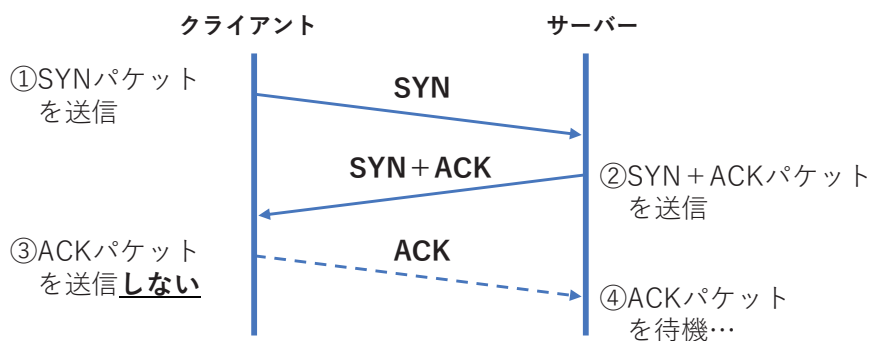 クライアント
サーバー
①SYNパケット
を送信
SYN
SYN＋ACK
②SYN＋ACKパケット
を送信
③ACKパケット
を送信しない
ACK
④ACKパケット
を待機…